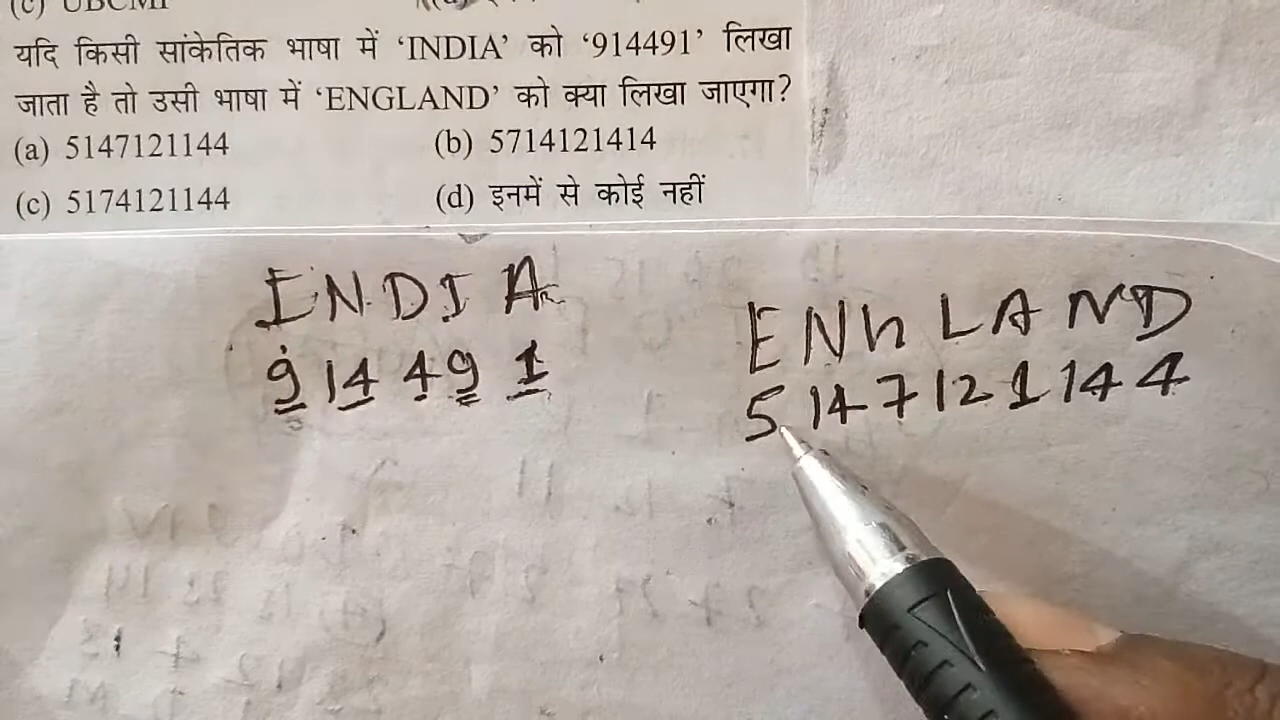 (c) UBCMI
यदि किसी सांकेतिक भाषा में ‘INDIA’ को ‘914491’ लिखा
जाता है तो उसी भाषा में ‘ENGLAND’ को क्या लिखा जाएगा?
(a) 5147121144 (b) 5714121414
(c) 5174121144 (d) इनमें से कोई नहीं
INDIA
9 14 4 9 1
ENGLAND
5 14 7 12 1 14 4